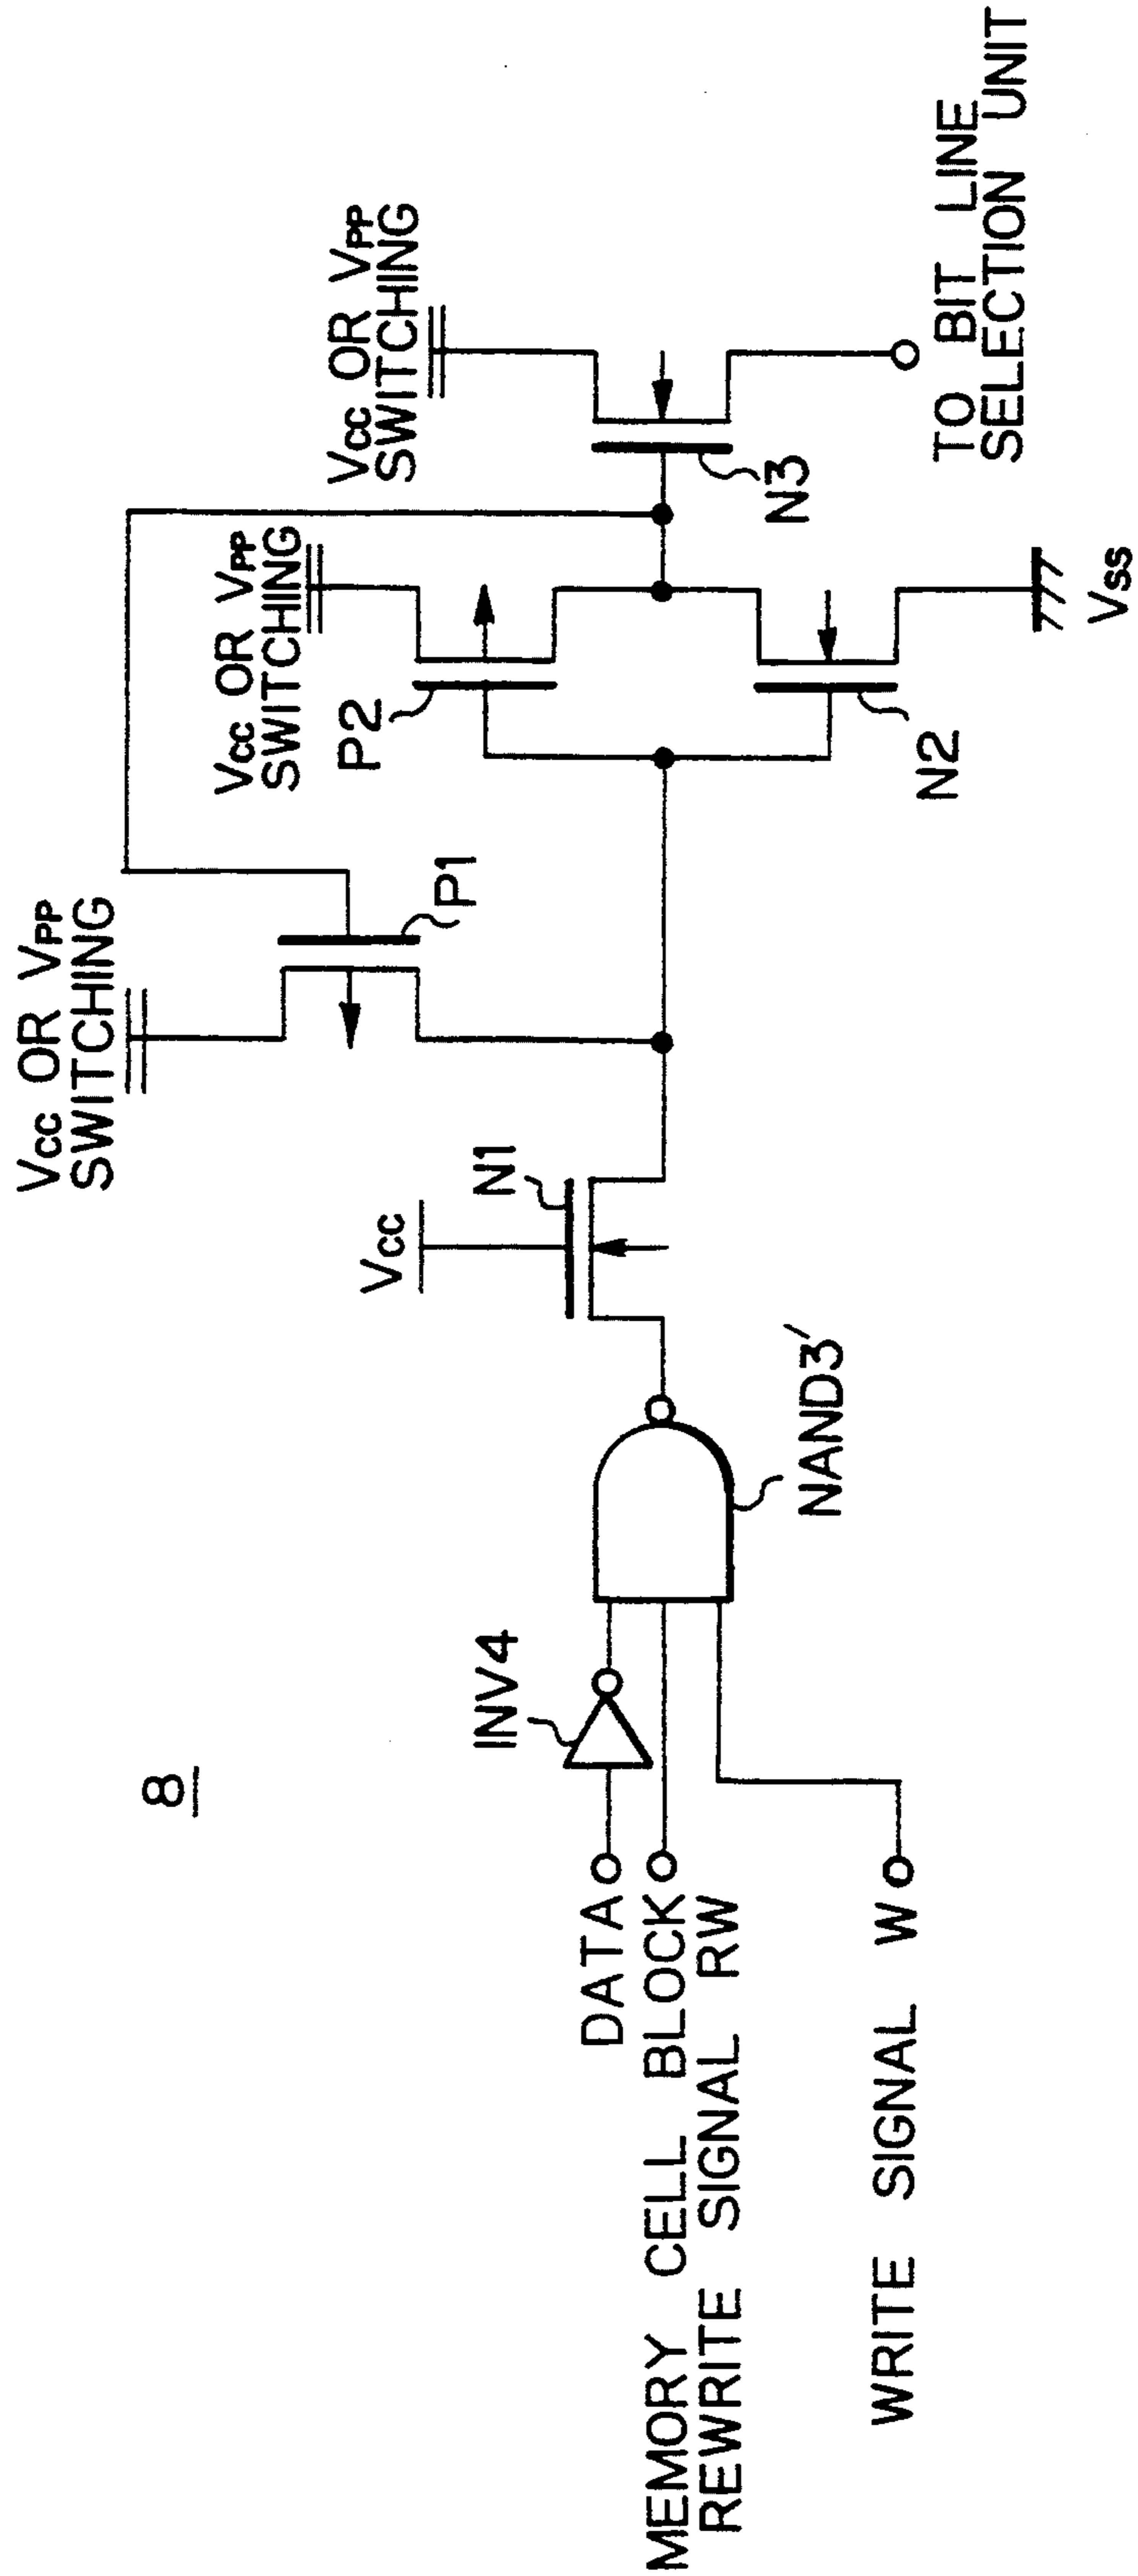 8
DATA
MEMORY CELL BLOCK
REWRITE SIGNAL RW
WRITE SIGNAL W
INV4
NAND3'
Vcc
N1
Vcc OR VPP
SWITCHING
P1
Vcc OR VPP
SWITCHING
P2
N2
Vss
Vcc OR VPP
SWITCHING
N3
TO BIT LINE
SELECTION UNIT